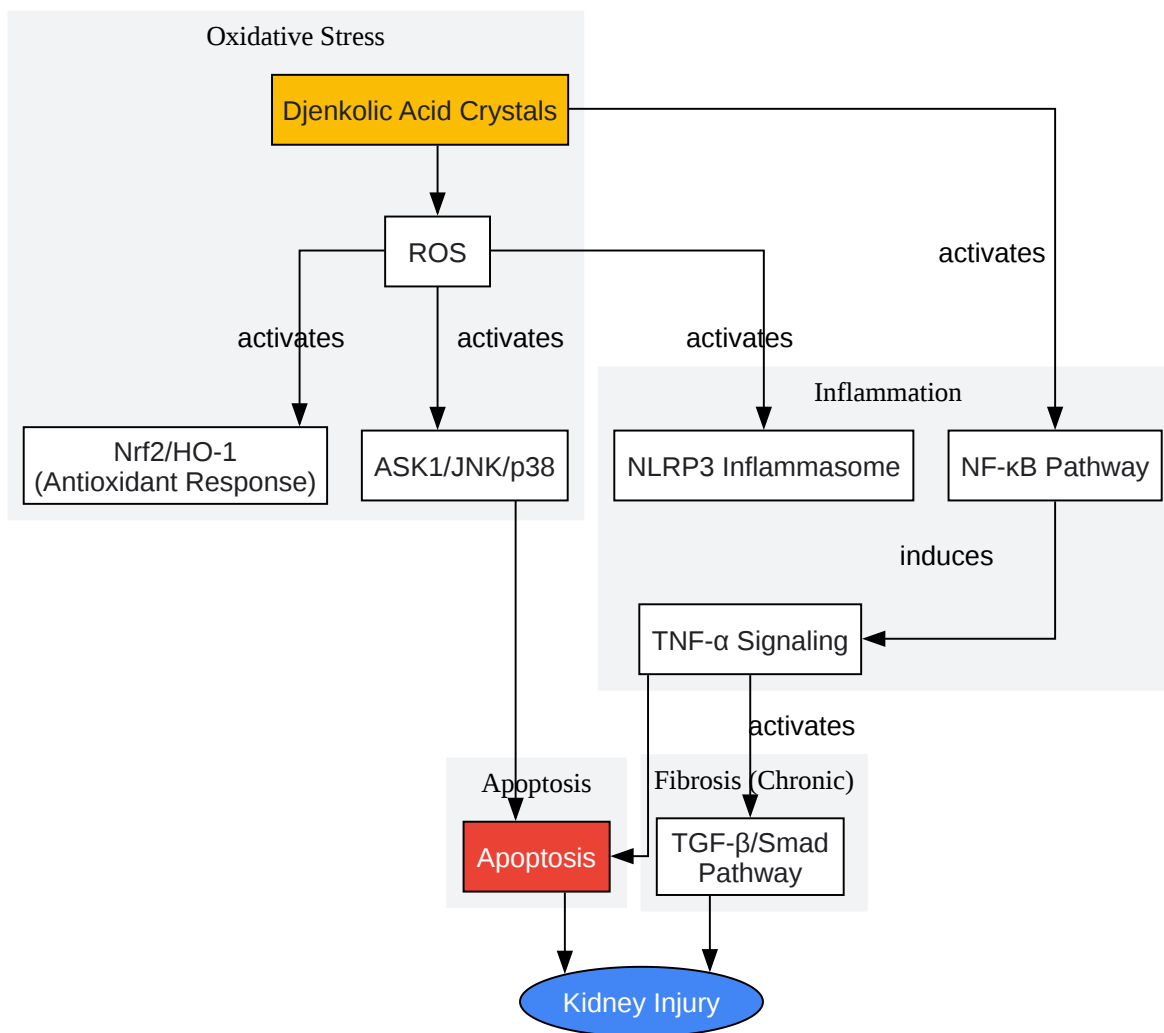 Oxidative Stress
Djenkolic Acid Crystals
ROS
activates
activates
activates
activates
Inflammation
Nrf2/HO-1
(Antioxidant Response)
ASK1/JNK/p38
NLRP3 Inflammasome
NF-κB Pathway
induces
TNF-α Signaling
activates
Apoptosis
Fibrosis (Chronic)
Apoptosis
TGF-β/Smad
Pathway
Kidney Injury